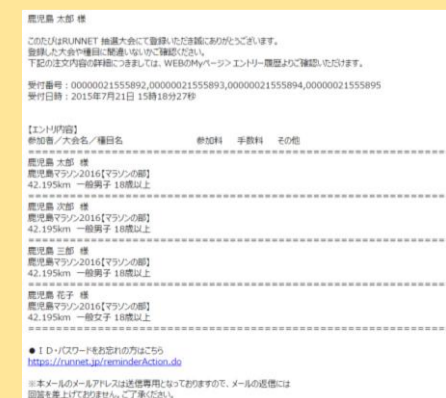 鹿児島 太郎 様
このたびはRUNNET 抽選大会にて登録いただき誠にありがとうございます。
登録した大会や種目に間違いないかご確認ください。
下記の注文内容の詳細につきましては、WEBのMyページ＞エントリー履歴よりご確認いただけます。
受付番号：00000021555892,00000021555893,00000021555894,00000021555895
受付日時：2015年7月21日 15時18分27秒
【エントリ内容】
参加者／大会名／種目名 参加料 手数料 その他
鹿児島 太郎 様
鹿児島マラソン2016【マラソンの部】
42.195km 一般男子 18歳以上
鹿児島 次郎 様
鹿児島マラソン2016【マラソンの部】
42.195km 一般男子 18歳以上
鹿児島 三郎 様
鹿児島マラソン2016【マラソンの部】
42.195km 一般男子 18歳以上
鹿児島 花子 様
鹿児島マラソン2016【マラソンの部】
42.195km 一般女子 18歳以上
● ＩＤ・パスワードをお忘れの方はこちら
https://runnet.jp/reminderAction.do
※本メールのメールアドレスは送信専用となっておりますので、メールの返信には
回答を差し上げておりません。ご了承ください。